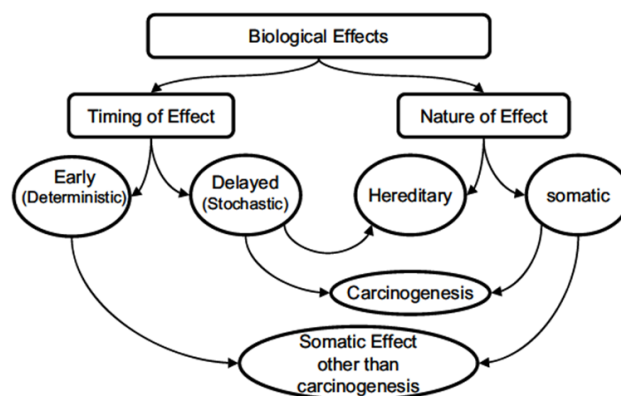 Biological Effects
Timing of Effect
Nature of Effect
Early
(Deterministic)
Delayed
(Stochastic)
Hereditary
somatic
Carcinogenesis
Somatic Effect
other than
carcinogenesis